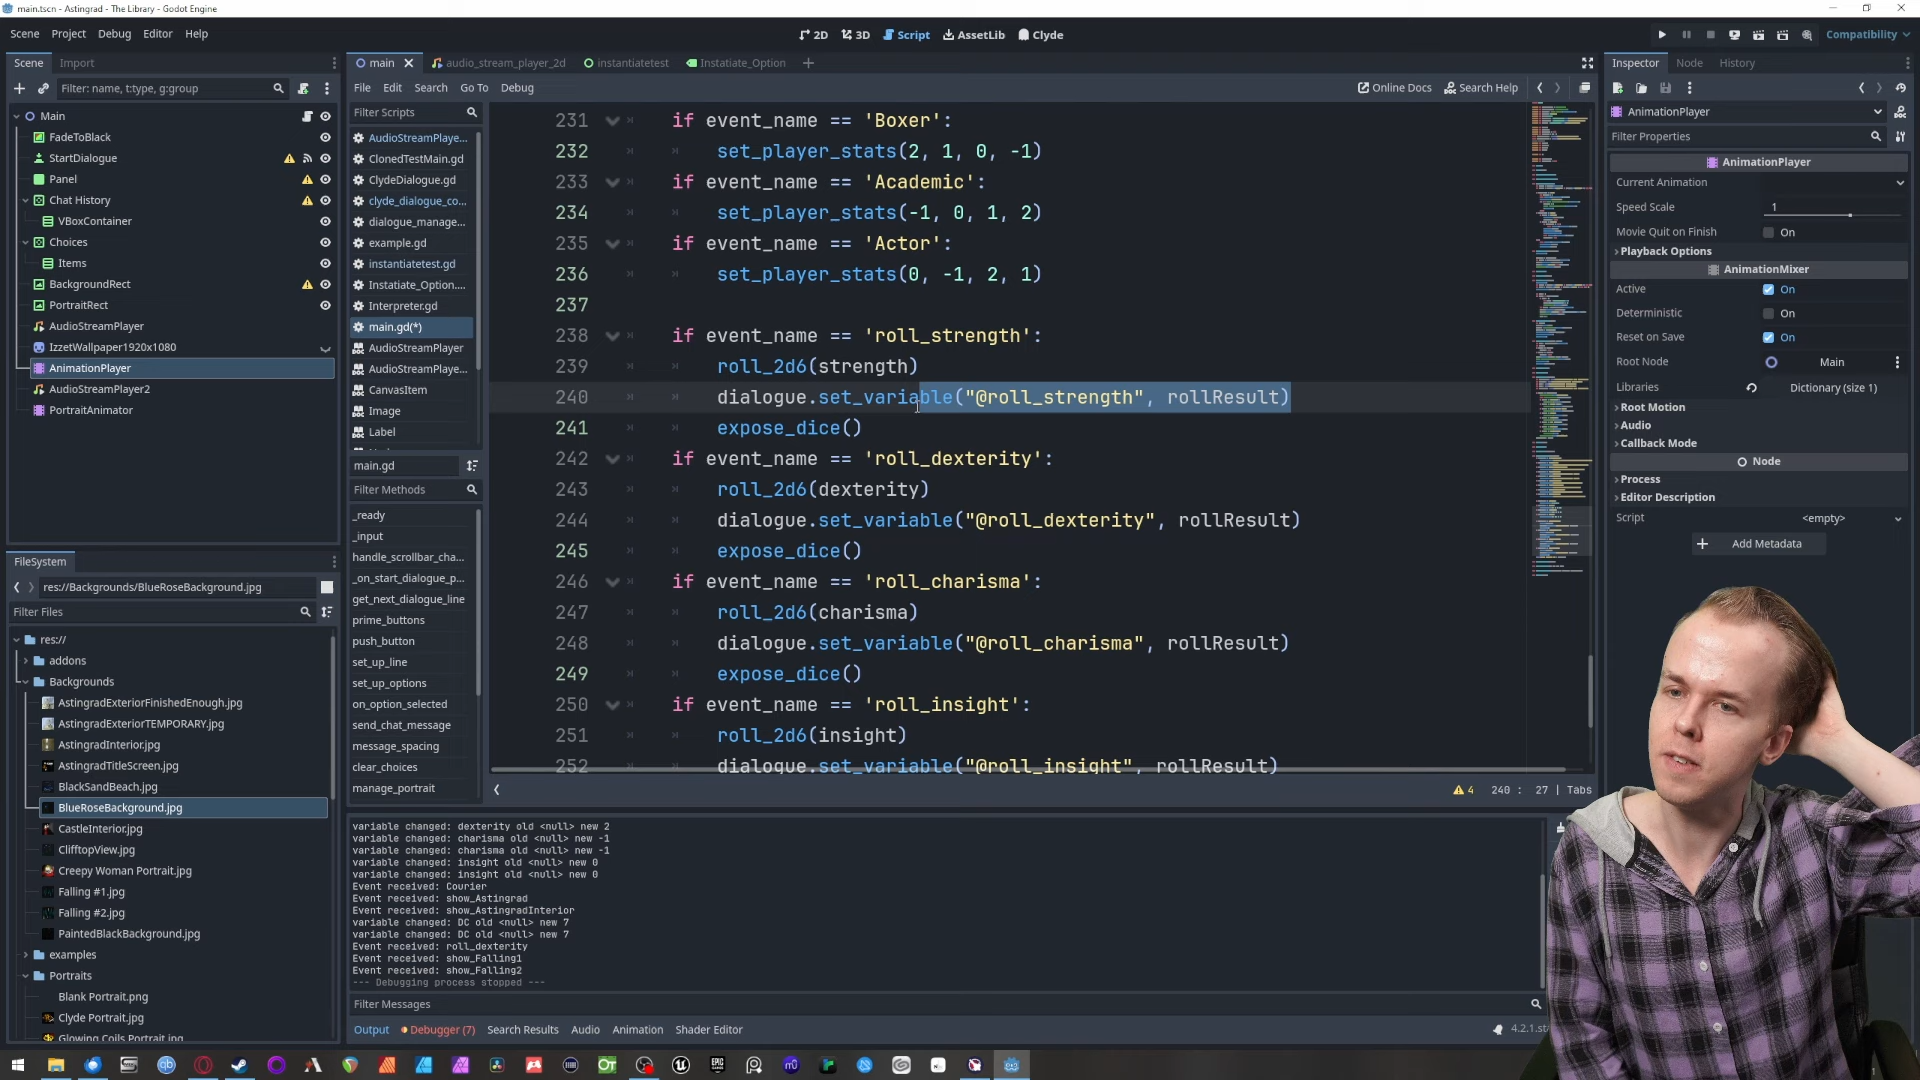 main.tscn - Astingrad - The Library - Godot Engine
Scene Project Debug Editor Help
2D 3D Script AssetLib Clyde
Compatibility
Scene Import
Filter: name, t:type, g:group
Main
FadeToBlack
StartDialogue
Panel
Chat History
VBoxContainer
Choices
Items
BackgroundRect
PortraitRect
AudioStreamPlayer
IzzetWallpaper1920x1080
AnimationPlayer
AudioStreamPlayer2
PortraitAnimator
FileSystem
res://Backgrounds/BlueRoseBackground.jpg
Filter Files
res://
addons
Backgrounds
AstingradExteriorFinishedEnough.jpg
AstingradExteriorTEMPORARY.jpg
AstingradInterior.jpg
AstingradTitleScreen.jpg
BlackSandBeach.jpg
BlueRoseBackground.jpg
CastleInterior.jpg
ClifftopView.jpg
Creepy Woman Portrait.jpg
Falling #1.jpg
Falling #2.jpg
PaintedBlackBackground.jpg
examples
Portraits
Blank Portrait.png
Clyde Portrait.jpg
Glowing Coils Portrait.jpg
main audio_stream_player_2d instantiatetest Instatiate_Option
File Edit Search Go To Debug
Online Docs Search Help
Filter Scripts
AudioStreamPlaye...
ClonedTestMain.gd
ClydeDialogue.gd
clyde_dialogue_co...
dialogue_manage...
example.gd
instantiatetest.gd
Instatiate_Option....
Interpreter.gd
main.gd(*)
AudioStreamPlayer
AudioStreamPlaye...
CanvasItem
Image
Label
main.gd
Filter Methods
_ready
_input
handle_scrollbar_cha...
_on_start_dialogue_p...
get_next_dialogue_line
prime_buttons
push_button
set_up_line
set_up_options
on_option_selected
send_chat_message
message_spacing
clear_choices
manage_portrait
231 if event_name == 'Boxer':
232 set_player_stats(2, 1, 0, -1)
233 if event_name == 'Academic':
234 set_player_stats(-1, 0, 1, 2)
235 if event_name == 'Actor':
236 set_player_stats(0, -1, 2, 1)
237
238 if event_name == 'roll_strength':
239 roll_2d6(strength)
240 dialogue.set_variable("@roll_strength", rollResult)
241 expose_dice()
242 if event_name == 'roll_dexterity':
243 roll_2d6(dexterity)
244 dialogue.set_variable("@roll_dexterity", rollResult)
245 expose_dice()
246 if event_name == 'roll_charisma':
247 roll_2d6(charisma)
248 dialogue.set_variable("@roll_charisma", rollResult)
249 expose_dice()
250 if event_name == 'roll_insight':
251 roll_2d6(insight)
252 dialogue.set_variable("@roll_insight", rollResult)
4 240 : 27 | Tabs
variable changed: dexterity old <null> new 2
variable changed: charisma old <null> new -1
variable changed: charisma old <null> new -1
variable changed: insight old <null> new 0
variable changed: insight old <null> new 0
Event received: Courier
Event received: show_Astingrad
Event received: show_AstingradInterior
variable changed: DC old <null> new 7
variable changed: DC old <null> new 7
Event received: roll_dexterity
Event received: show_Falling1
Event received: show_Falling2
--- Debugging process stopped ---
Filter Messages
Output Debugger (7) Search Results Audio Animation Shader Editor
4.2.1.st
Inspector Node History
AnimationPlayer
Filter Properties
AnimationPlayer
Current Animation
Speed Scale 1
Movie Quit on Finish On
Playback Options
AnimationMixer
Active On
Deterministic On
Reset on Save On
Root Node Main
Libraries Dictionary (size 1)
Root Motion
Audio
Callback Mode
Node
Process
Editor Description
Script <empty>
Add Metadata